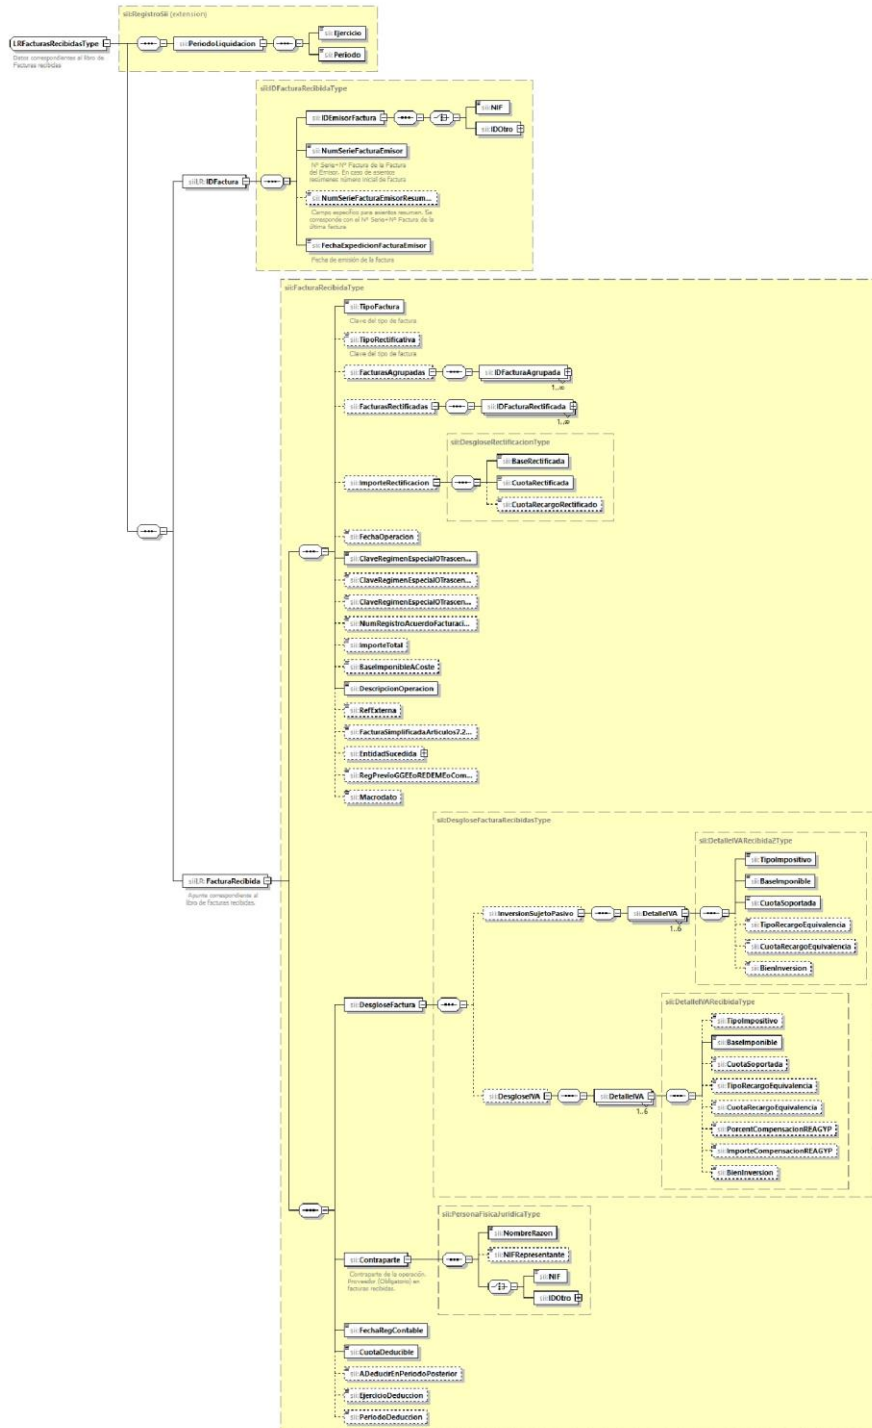 sii:RegistroSii (extension)
LRFacturasRecibidasType
Datos correspondientes al libro de
Facturas recibidas
sii:PeriodoLiquidacion
sii:Ejercicio
sii:Periodo
sii:IDFacturaRecibidaType
sii:IDEmisorFactura
sii:NIF
sii:IDOtro
sii:NumSerieFacturaEmisor
Nº Serie+Nº Factura de la Factura
del Emisor. En caso de asientos
resúmenes número inicial de factura
siiLR:IDFactura
sii:NumSerieFacturaEmisorResum...
Campo específico para asientos resumen. Se
corresponde con el Nº Serie+Nº Factura de la
última factura
sii:FechaExpedicionFacturaEmisor
Fecha de emisión de la factura
sii:FacturaRecibidaType
sii:TipoFactura
Clave del tipo de factura
sii:TipoRectificativa
Clave del tipo de factura
sii:FacturasAgrupadas
sii:IDFacturaAgrupada
1..∞
sii:FacturasRectificadas
sii:IDFacturaRectificada
1..∞
sii:DesgloseRectificacionType
sii:BaseRectificada
sii:ImporteRectificacion
sii:CuotaRectificada
sii:CuotaRecargoRectificado
sii:FechaOperacion
sii:ClaveRegimenEspecialOTrascen...
sii:ClaveRegimenEspecialOTrascen...
sii:ClaveRegimenEspecialOTrascen...
sii:NumRegistroAcuerdoFacturaci...
sii:ImporteTotal
sii:BaseImponibleACoste
sii:DescripcionOperacion
sii:RefExterna
sii:FacturaSimplificadaArticulos7.2...
sii:EntidadSucedida
sii:RegPrevioGGEEoREDEMEoCom...
sii:Macrodato
siiLR:FacturaRecibida
Apunte correspondiente al
libro de facturas recibidas.
sii:DesgloseFacturaRecibidasType
sii:DetalleIVARecibida2Type
sii:TipoImpositivo
sii:BaseImponible
sii:CuotaSoportada
sii:InversionSujetoPasivo
sii:DetalleIVA
1..6
sii:TipoRecargoEquivalencia
sii:CuotaRecargoEquivalencia
sii:BienInversion
sii:DesgloseFactura
sii:DetalleIVARecibidaType
sii:TipoImpositivo
sii:BaseImponible
sii:CuotaSoportada
sii:TipoRecargoEquivalencia
sii:DesgloseIVA
sii:DetalleIVA
1..6
sii:CuotaRecargoEquivalencia
sii:PorcentCompensacionREAGYP
sii:ImporteCompensacionREAGYP
sii:BienInversion
sii:PersonaFisicaJuridicaType
sii:NombreRazon
sii:NIFRepresentante
sii:Contraparte
Contraparte de la operación.
Proveedor (Obligatorio) en
facturas recibidas.
sii:NIF
sii:IDOtro
sii:FechaRegContable
sii:CuotaDeducible
sii:ADeducirEnPeriodoPosterior
sii:EjercicioDeduccion
sii:PeriodoDeduccion